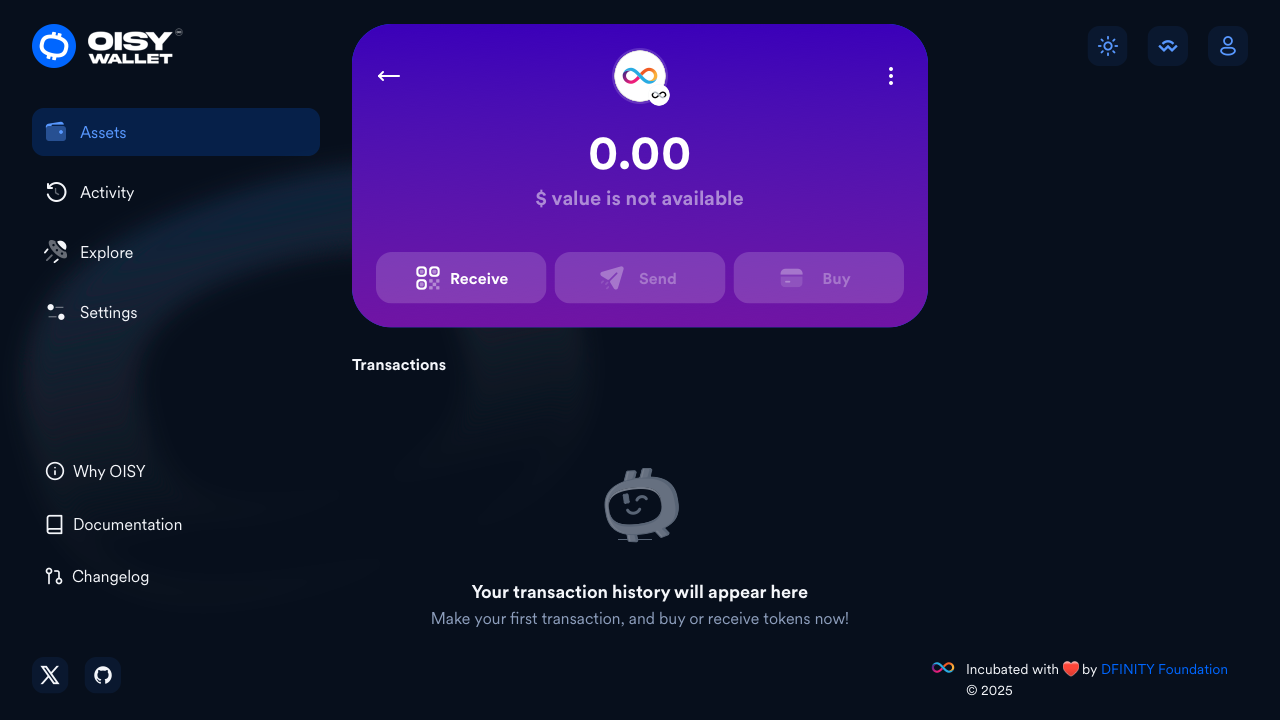 OISY
WALLET
Assets
Activity
Explore
Settings
Why OISY
Documentation
Changelog
0.00
$ value is not available
Receive
Send
Buy
Transactions
Your transaction history will appear here
Make your first transaction, and buy or receive tokens now!
Incubated with ❤️ by DFINITY Foundation
© 2025